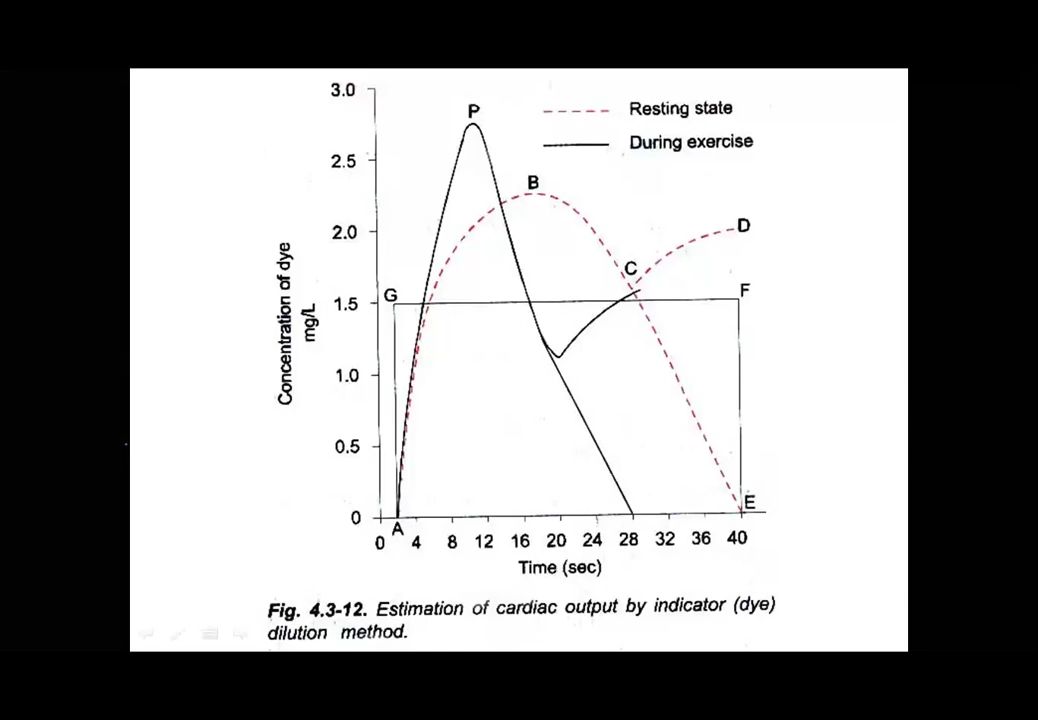 3.0
P
Resting state
During exercise
2.5
B
2.0
D
C
G
F
1.5
Concentration of dye
mg/L
1.0
0.5
E
0
A
0 4 8 12 16 20 24 28 32 36 40
Time (sec)
Fig. 4.3-12. Estimation of cardiac output by indicator (dye)
dilution method.